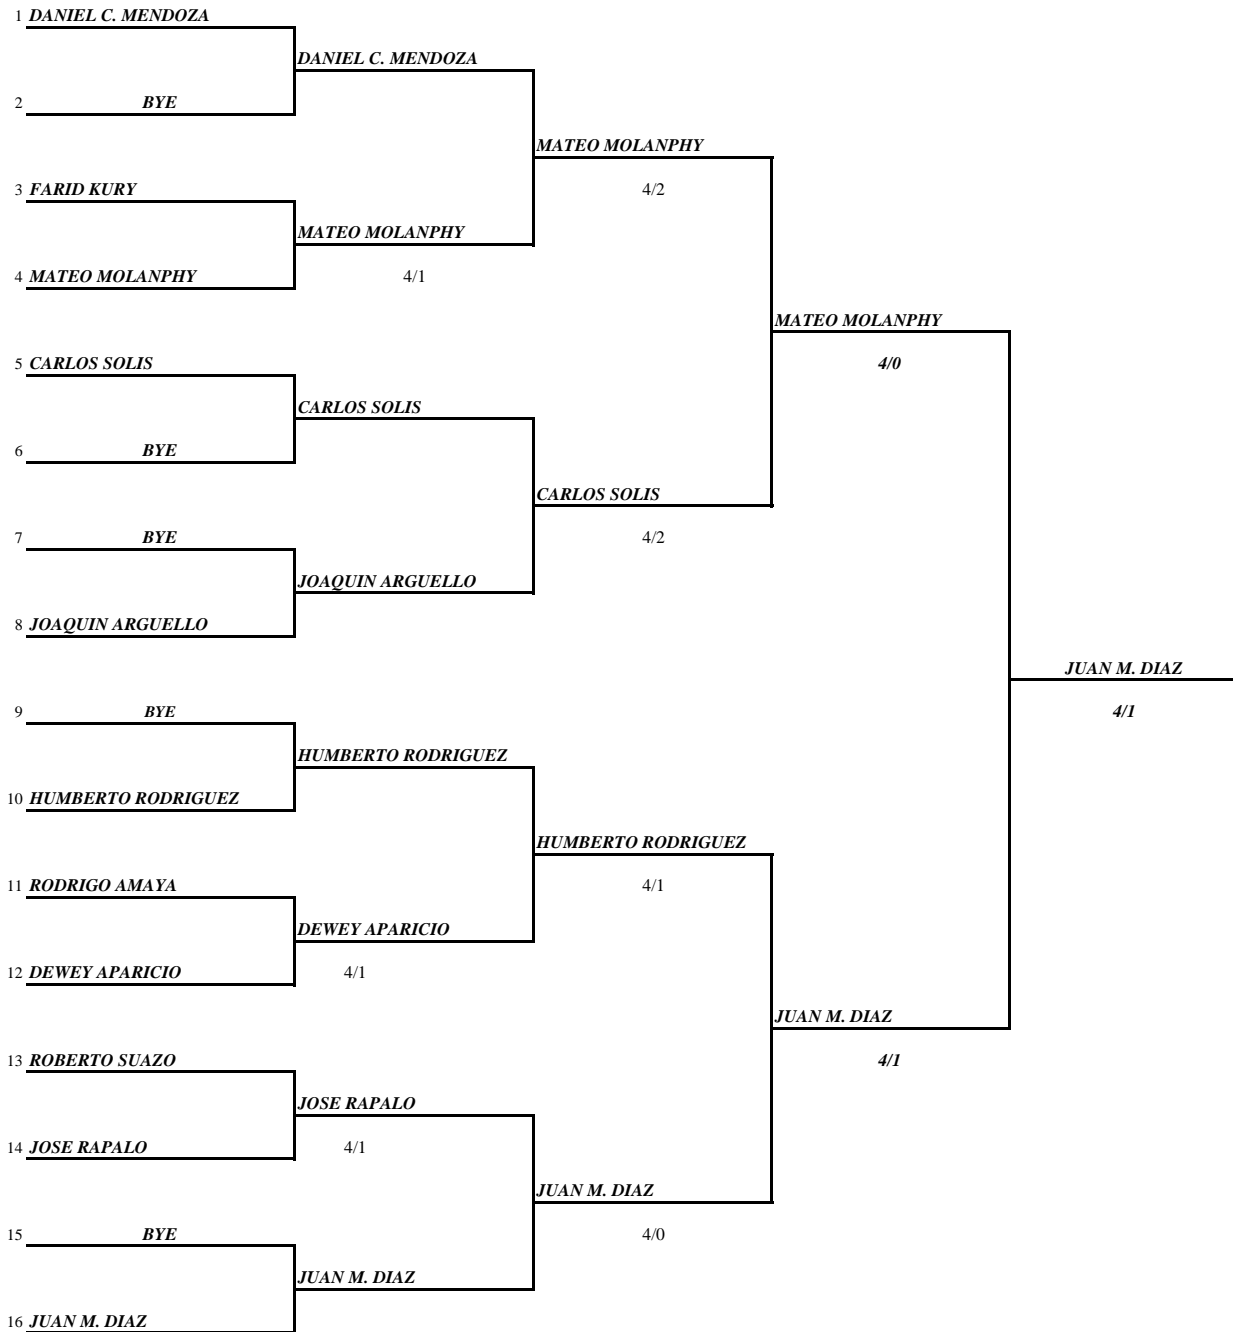 1 DANIEL C. MENDOZA
DANIEL C. MENDOZA
2 BYE
MATEO MOLANPHY
3 FARID KURY
4/2
MATEO MOLANPHY
4 MATEO MOLANPHY
4/1
MATEO MOLANPHY
5 CARLOS SOLIS
4/0
CARLOS SOLIS
6 BYE
CARLOS SOLIS
7 BYE
4/2
JOAQUIN ARGUELLO
8 JOAQUIN ARGUELLO
JUAN M. DIAZ
9 BYE
4/1
HUMBERTO RODRIGUEZ
10 HUMBERTO RODRIGUEZ
HUMBERTO RODRIGUEZ
11 RODRIGO AMAYA
4/1
DEWEY APARICIO
12 DEWEY APARICIO
4/1
JUAN M. DIAZ
13 ROBERTO SUAZO
4/1
JOSE RAPALO
14 JOSE RAPALO
4/1
JUAN M. DIAZ
15 BYE
4/0
JUAN M. DIAZ
16 JUAN M. DIAZ